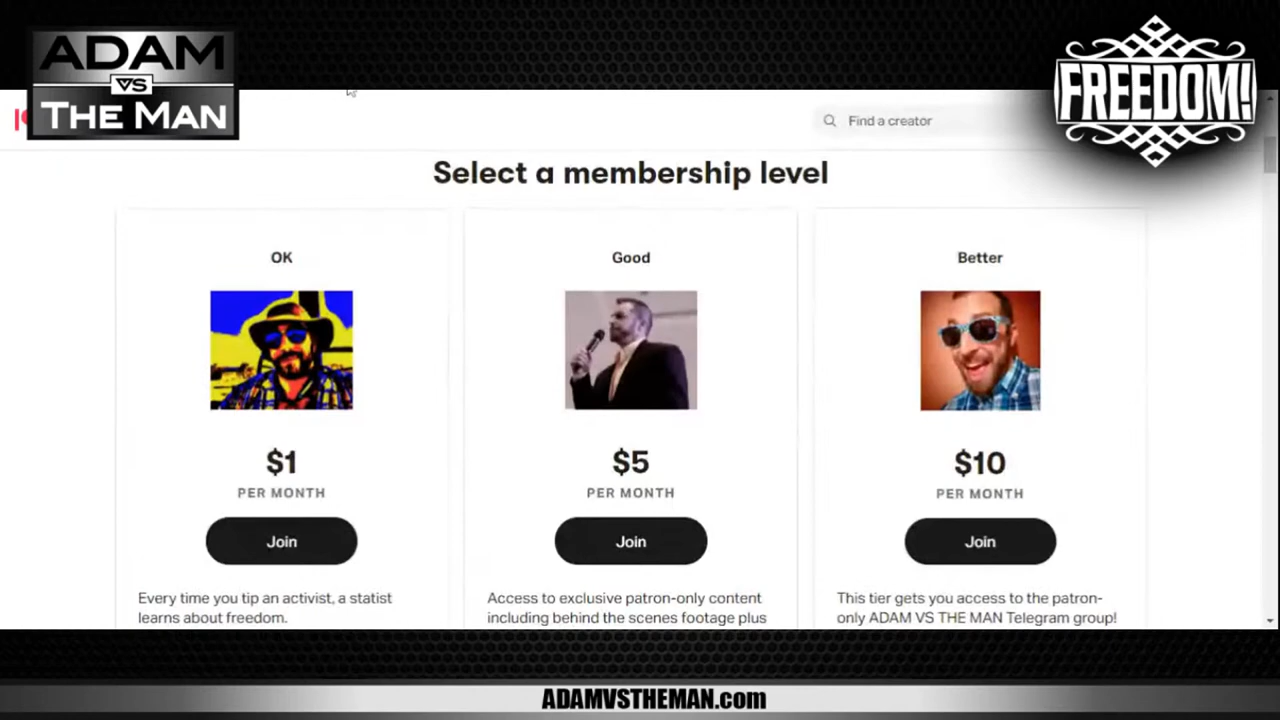 ADAM
VS
THE MAN
FREEDOM!
Find a creator
Select a membership level
OK
Good
Better
$1
$5
$10
PER MONTH
PER MONTH
PER MONTH
Join
Join
Join
Every time you tip an activist, a statist
learns about freedom.
Access to exclusive patron-only content
including behind the scenes footage plus
This tier gets you access to the patron-
only ADAM VS THE MAN Telegram group!
ADAMVSTHEMAN.com